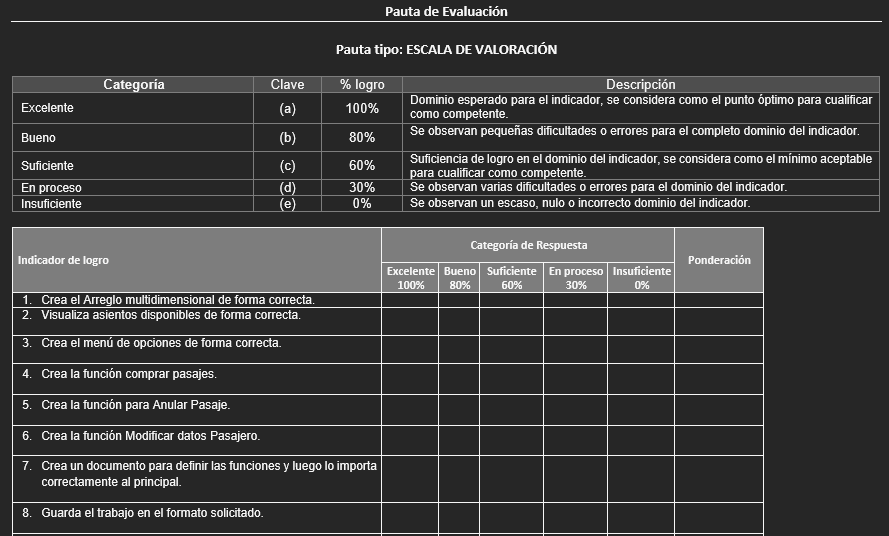 Pauta de Evaluación
Pauta tipo: ESCALA DE VALORACIÓN
Categoría Clave % logro Descripción
Excelente (a) 100% Dominio esperado para el indicador, se considera como el punto óptimo para cualificar
como competente.
Bueno (b) 80% Se observan pequeñas dificultades o errores para el completo dominio del indicador.
Suficiente (c) 60% Suficiencia de logro en el dominio del indicador, se considera como el mínimo aceptable
para cualificar como competente.
En proceso (d) 30% Se observan varias dificultades o errores para el dominio del indicador.
Insuficiente (e) 0% Se observan un escaso, nulo o incorrecto dominio del indicador.
Indicador de logro Categoría de Respuesta Ponderación
Excelente Bueno Suficiente En proceso Insuficiente
100% 80% 60% 30% 0%
1. Crea el Arreglo multidimensional de forma correcta.
2. Visualiza asientos disponibles de forma correcta.
3. Crea el menú de opciones de forma correcta.
4. Crea la función comprar pasajes.
5. Crea la función para Anular Pasaje.
6. Crea la función Modificar datos Pasajero.
7. Crea un documento para definir las funciones y luego lo importa
correctamente al principal.
8. Guarda el trabajo en el formato solicitado.